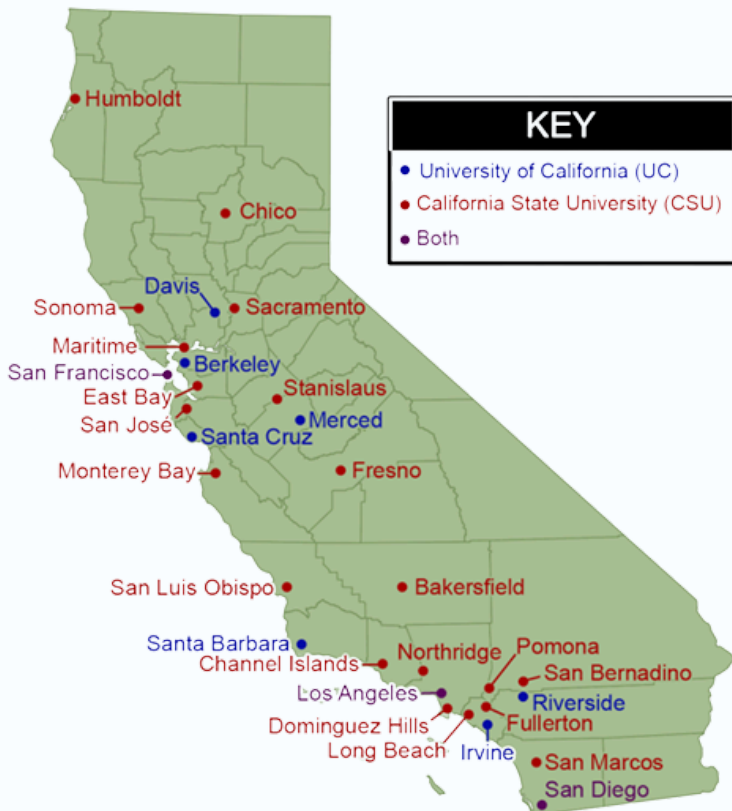 Humboldt
KEY
University of California (UC)
California State University (CSU)
Both
Chico
Davis
Sonoma
Sacramento
Maritime
Berkeley
San Francisco
East Bay
Stanislaus
San José
Merced
Santa Cruz
Monterey Bay
Fresno
San Luis Obispo
Bakersfield
Santa Barbara
Channel Islands
Northridge
Pomona
San Bernadino
Los Angeles
Riverside
Dominguez Hills
Fullerton
Long Beach
Irvine
San Marcos
San Diego